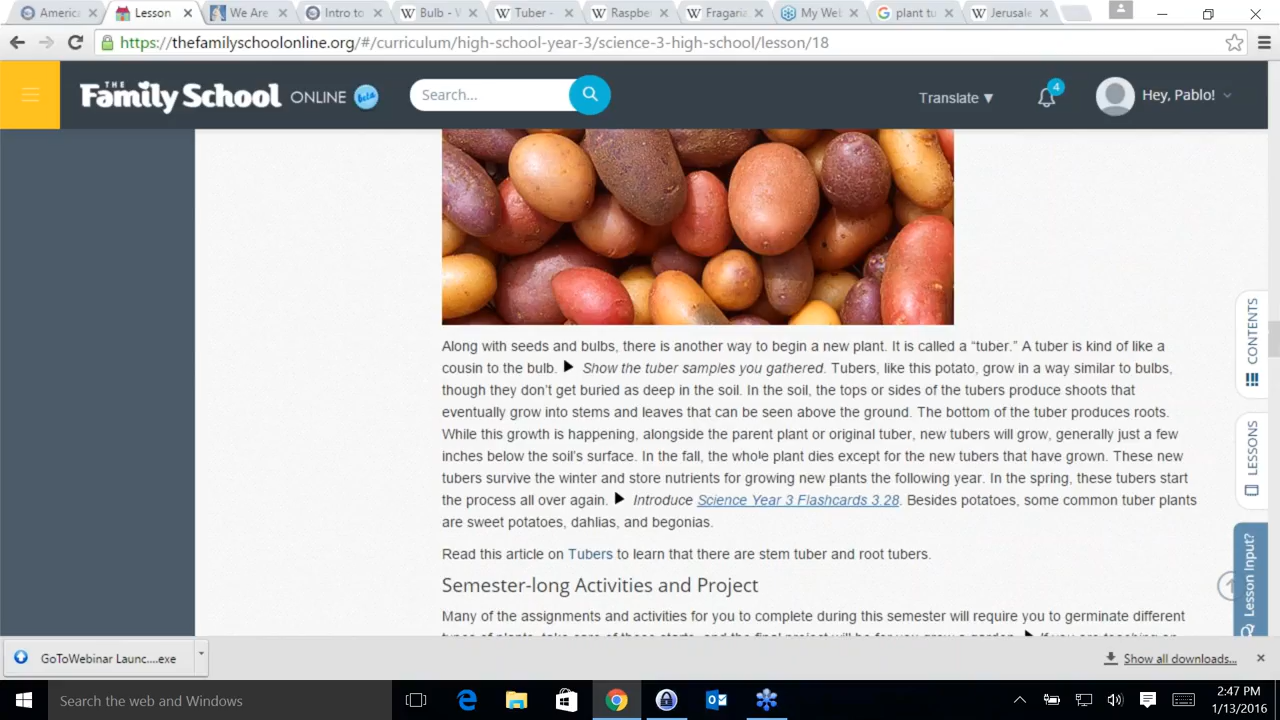 America
Lesson
We Are
Intro to
Bulb - W
Tuber -
Raspber
Fragaria
My Web
plant tu
Jerusale
https://thefamilyschoolonline.org/#/curriculum/high-school-year-3/science-3-high-school/lesson/18
THE Family School ONLINE beta
Search...
Translate ▼
4
Hey, Pablo!
Along with seeds and bulbs, there is another way to begin a new plant. It is called a “tuber.” A tuber is kind of like a
cousin to the bulb. ▶ Show the tuber samples you gathered. Tubers, like this potato, grow in a way similar to bulbs,
though they don’t get buried as deep in the soil. In the soil, the tops or sides of the tubers produce shoots that
eventually grow into stems and leaves that can be seen above the ground. The bottom of the tuber produces roots.
While this growth is happening, alongside the parent plant or original tuber, new tubers will grow, generally just a few
inches below the soil’s surface. In the fall, the whole plant dies except for the new tubers that have grown. These new
tubers survive the winter and store nutrients for growing new plants the following year. In the spring, these tubers start
the process all over again. ▶ Introduce Science Year 3 Flashcards 3.28. Besides potatoes, some common tuber plants
are sweet potatoes, dahlias, and begonias.
Read this article on Tubers to learn that there are stem tuber and root tubers.
Semester-long Activities and Project
Many of the assignments and activities for you to complete during this semester will require you to germinate different
CONTENTS
LESSONS
Lesson Input?
GoToWebinar Launc....exe
Show all downloads...
Search the web and Windows
2:47 PM
1/13/2016